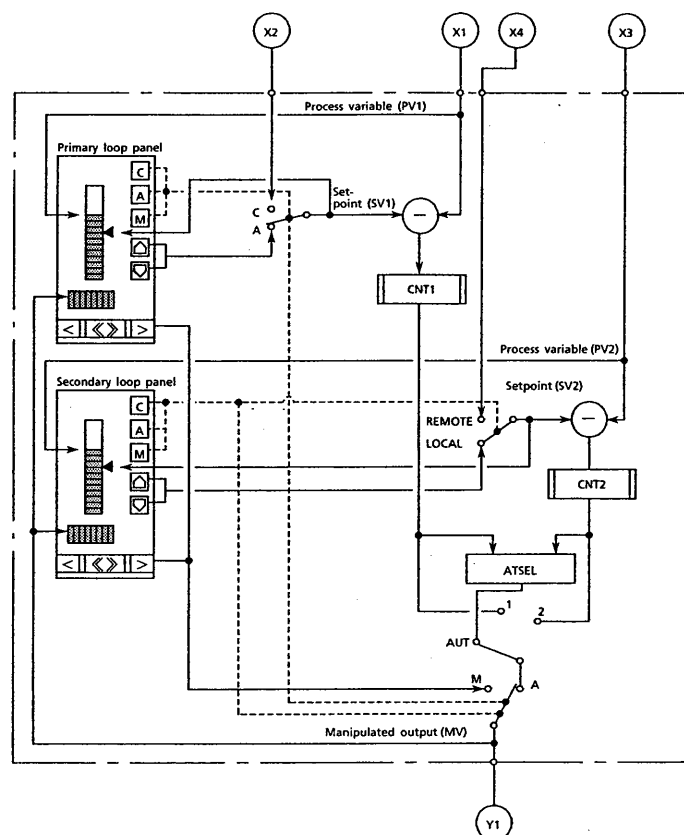 X2
X1
X4
X3
Process variable (PV1)
Primary loop panel
C
A
M
Set-
point (SV1)
C
A
CNT1
< 《》 >
Process variable (PV2)
Secondary loop panel
Setpoint (SV2)
C
A
M
REMOTE
LOCAL
CNT2
< 《》 >
ATSEL
1
2
AUT
M
A
Manipulated output (MV)
Y1